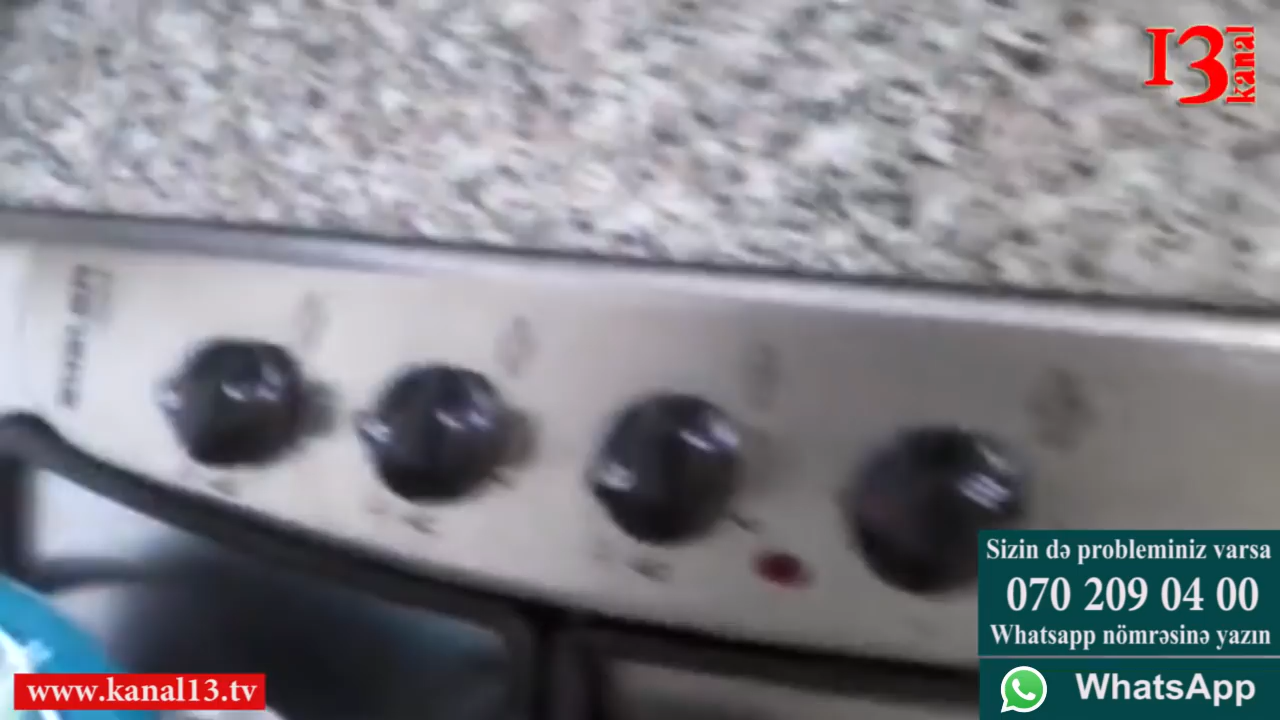 13 kanal
Sizin də probleminiz varsa
070 209 04 00
Whatsapp nömrəsinə yazın
WhatsApp
www.kanal13.tv